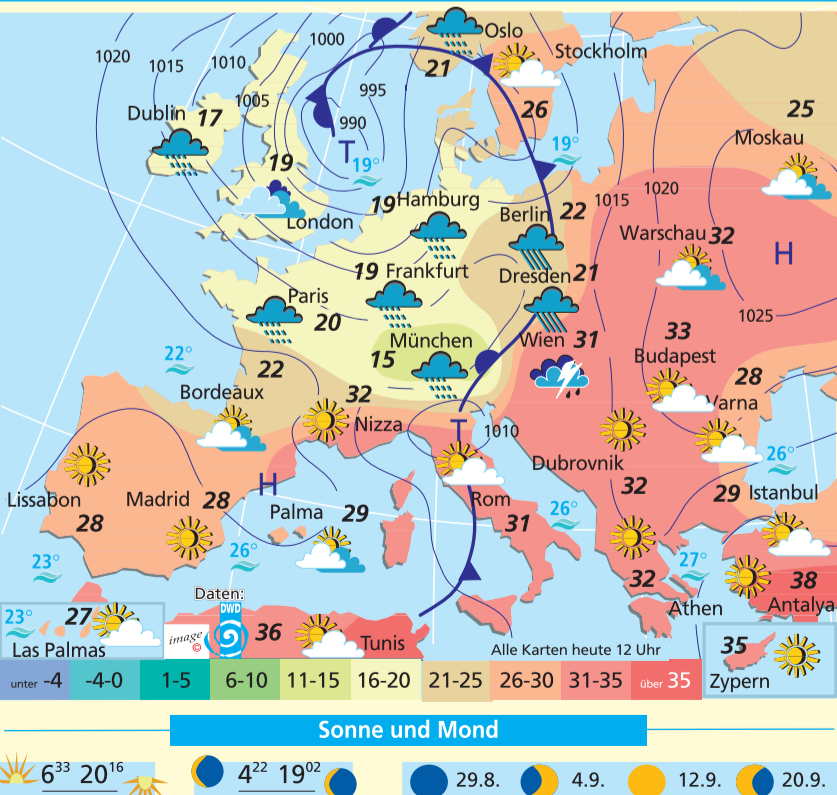 1020
1015
1010
1000
Oslo
21
Stockholm
995
1005
990
26
25
Dublin 17
Moskau
T
19°
19°
19
London
19 Hamburg
1020
1015
Berlin 22
Warschau 32
H
19 Frankfurt
Dresden 21
Paris
20
1025
München
15
Wien 31
33
Budapest
22°
22
Bordeaux
32
Nizza
28
Varna
T
1010
26°
Dubrovnik
32
H
Lissabon
28
Madrid 28
Palma 29
Rom
31
26°
29 Istanbul
23°
26°
27°
32
Athen
38
Antalya
Daten:
DWD
image
©
23°
27
Las Palmas
36
Tunis
Alle Karten heute 12 Uhr
35
Zypern
unter -4 -4-0 1-5 6-10 11-15 16-20 21-25 26-30 31-35 über 35
Sonne und Mond
6³³ 20¹⁶ 4²² 19⁰² 29.8. 4.9. 12.9. 20.9.